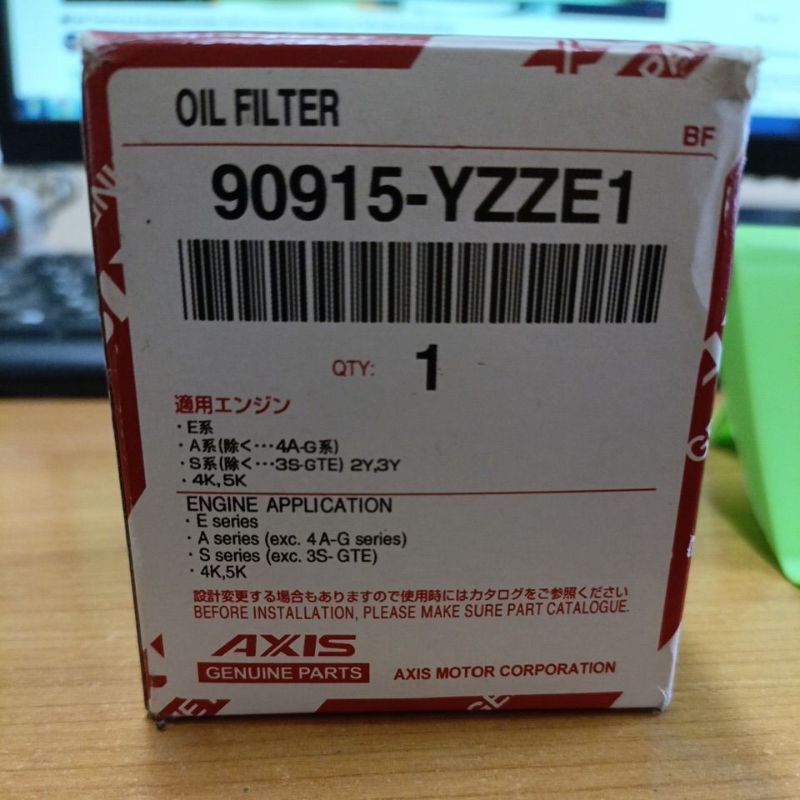 OIL FILTER
BF
90915-YZZE1
QTY: 1
適用エンジン
・E系
・A系(除く…4A-G系)
・S系(除く…3S-GTE) 2Y,3Y
・4K,5K
ENGINE APPLICATION
・E series
・A series (exc. 4A-G series)
・S series (exc. 3S-GTE)
・4K,5K
設計変更する場合もありますので使用時にはカタログをご参照ください
BEFORE INSTALLATION, PLEASE MAKE SURE PART CATALOGUE.
AXIS
GENUINE PARTS
AXIS MOTOR CORPORATION